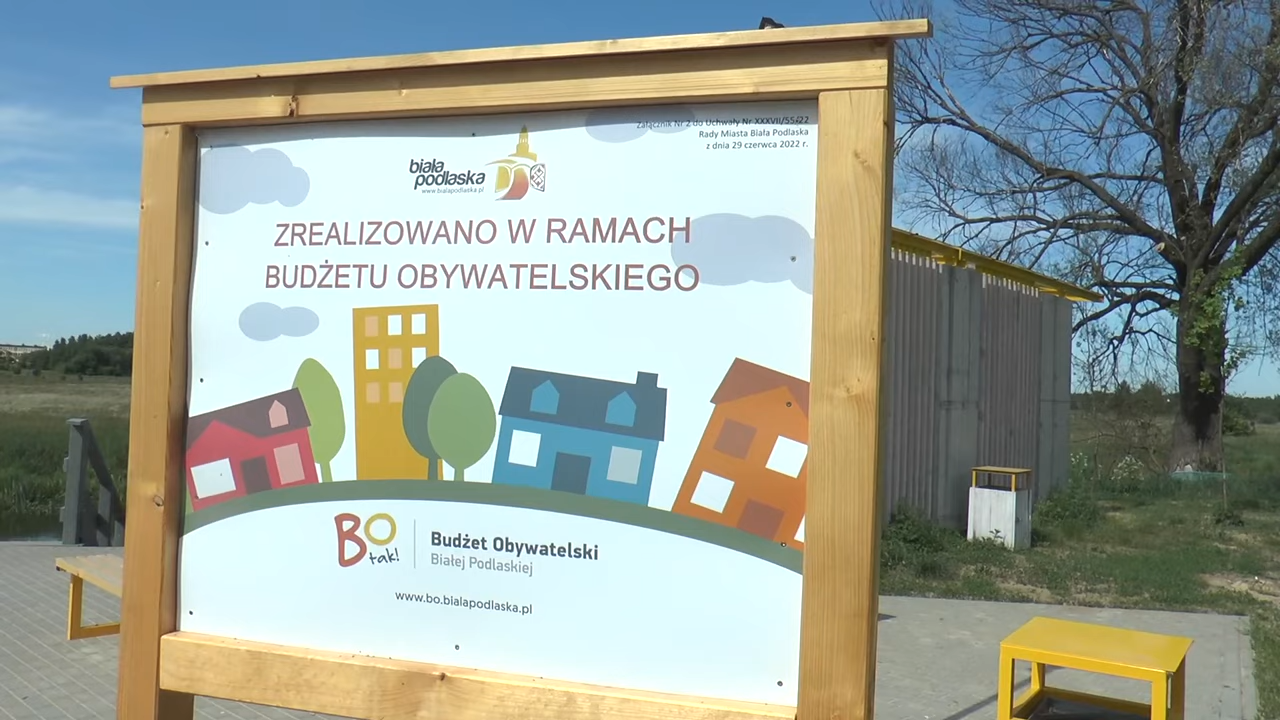 Załącznik Nr 2 do Uchwały Nr XXXVII/55/22
Rady Miasta Biała Podlaska
z dnia 29 czerwca 2022 r.
biała
podlaska
www.bialapodlaska.pl
ZREALIZOWANO W RAMACH
BUDŻETU OBYWATELSKIEGO
BO
tak!
Budżet Obywatelski
Białej Podlaskiej
www.bo.bialapodlaska.pl